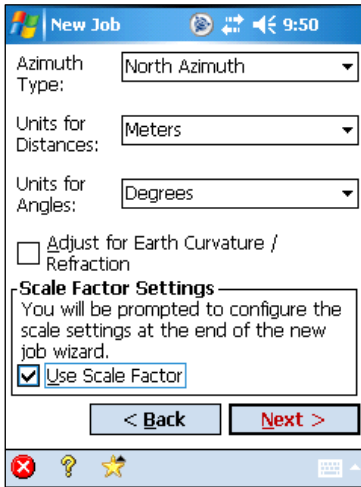 New Job 9:50
Azimuth North Azimuth
Type:
Units for Meters
Distances:
Units for Degrees
Angles:
Adjust for Earth Curvature /
Refraction
Scale Factor Settings
You will be prompted to configure the
scale settings at the end of the new
job wizard.
Use Scale Factor
< Back Next >